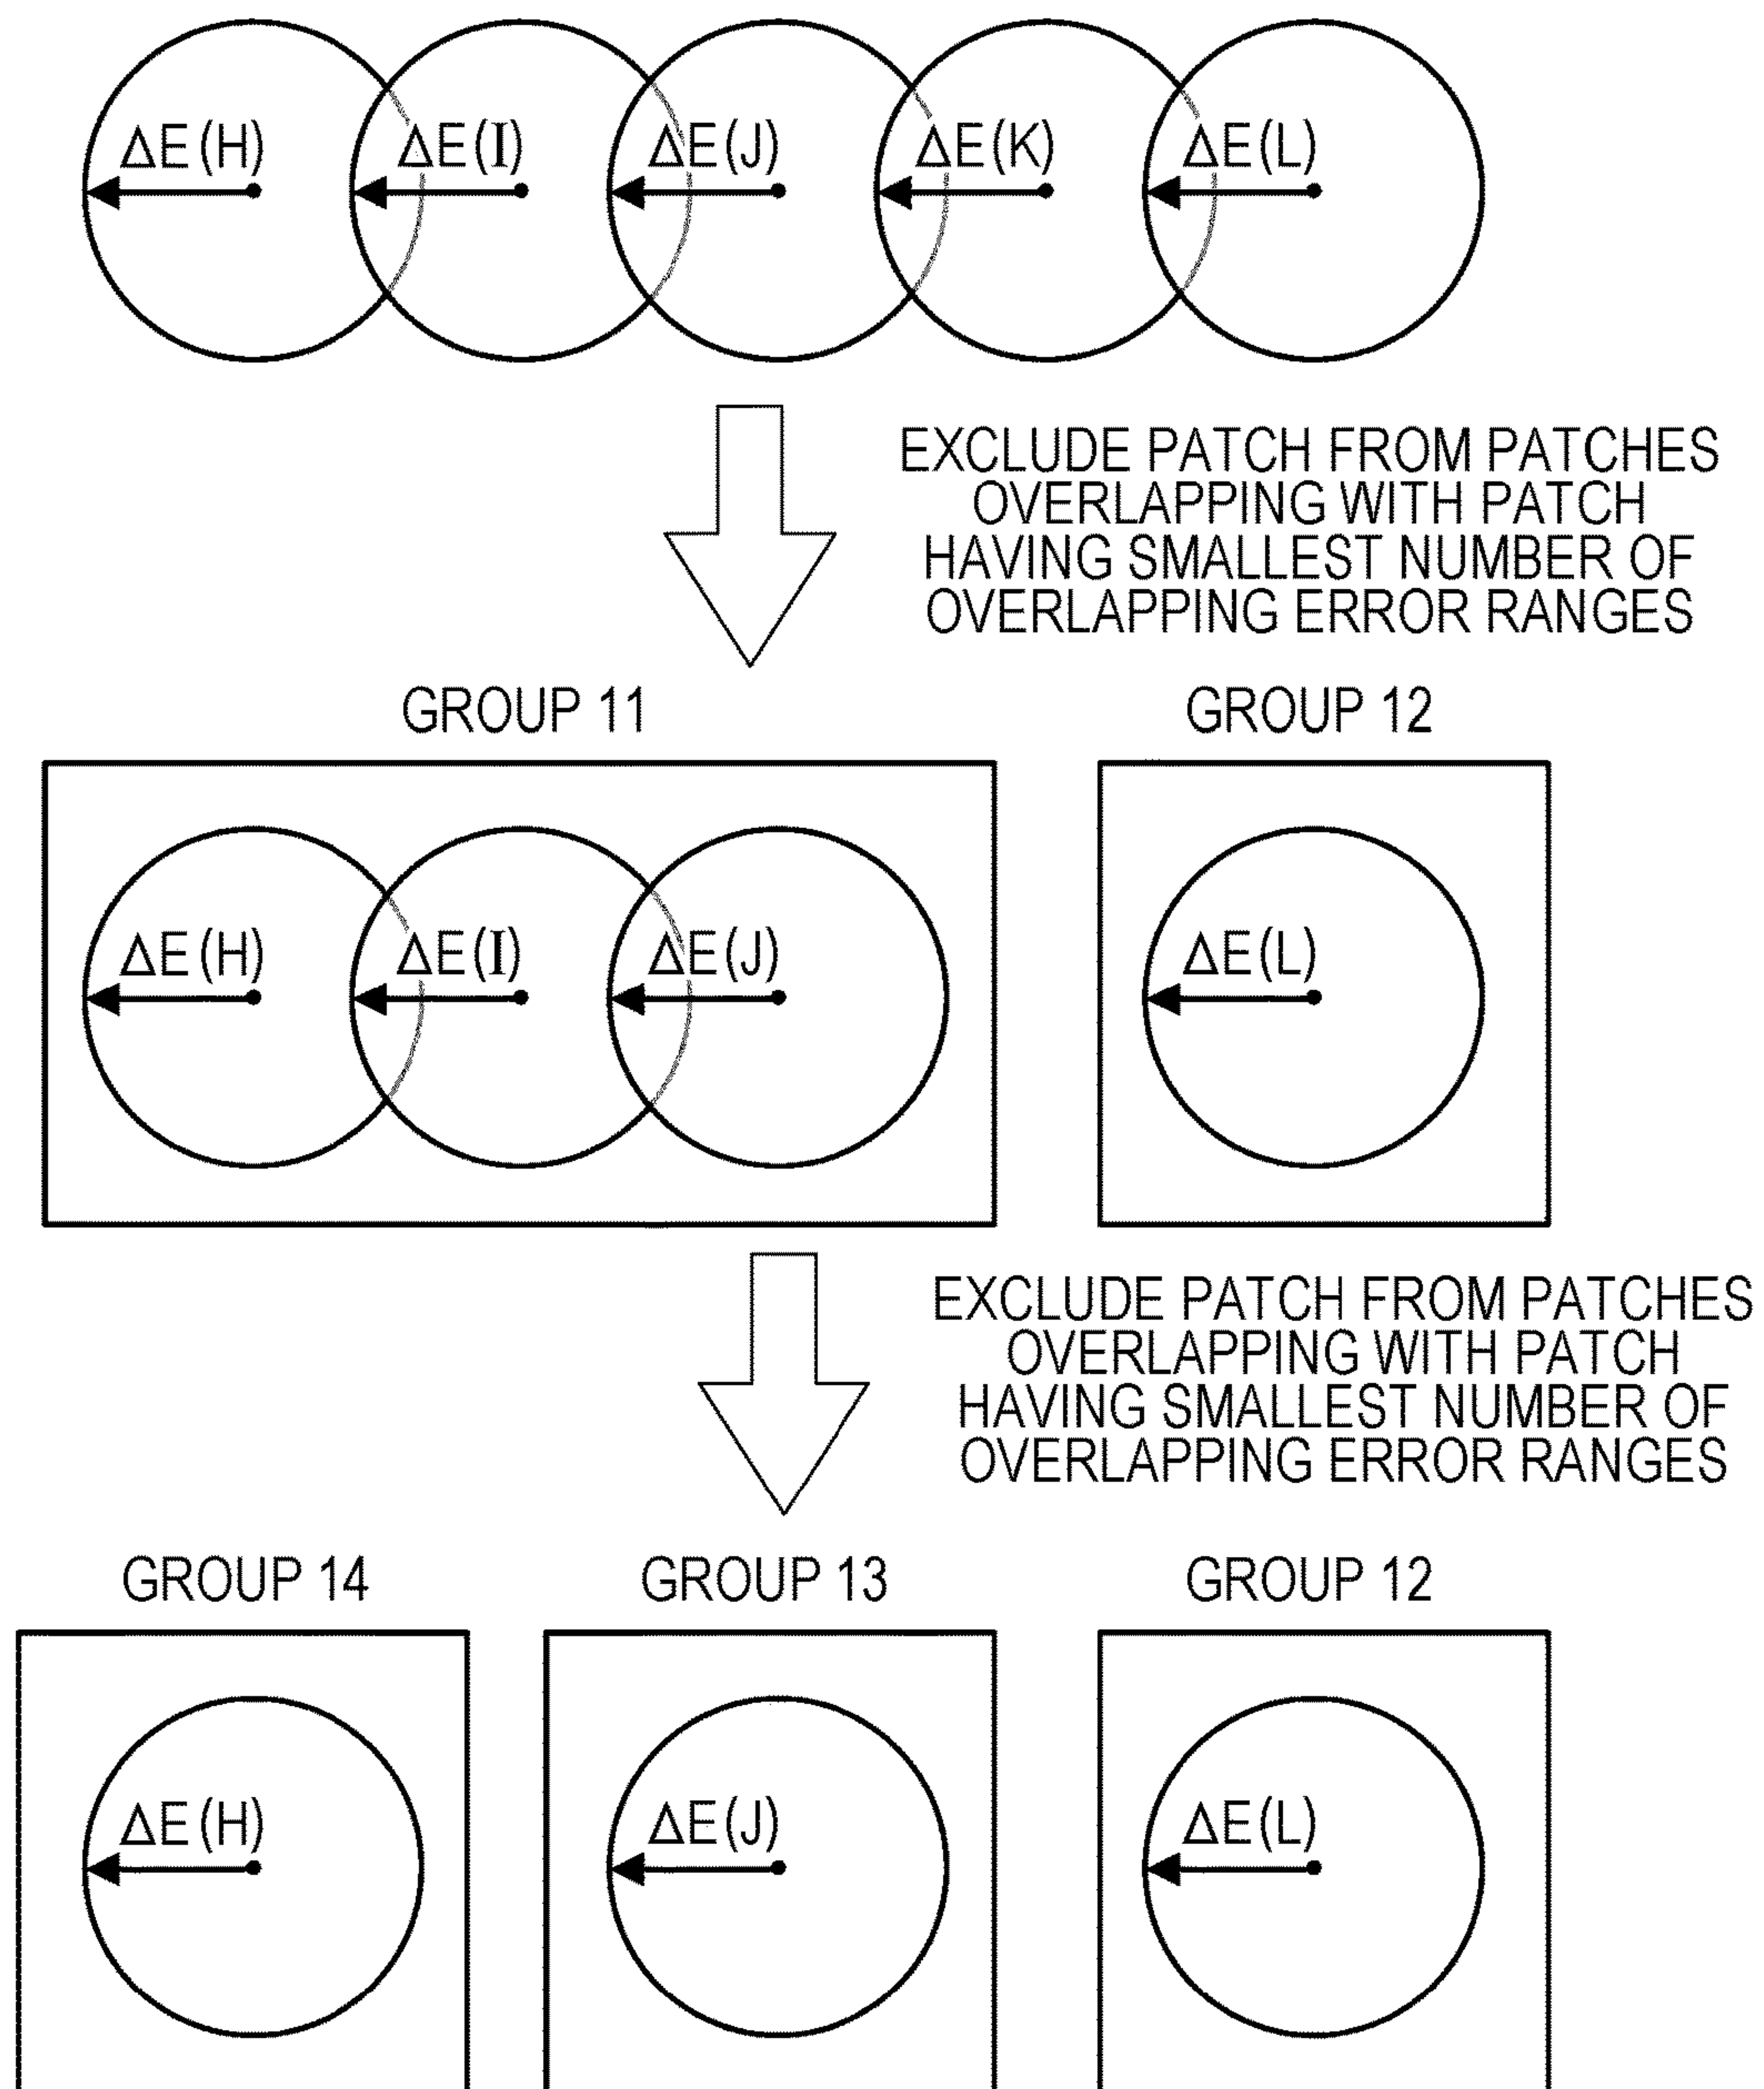 ΔE(H) ΔE(I) ΔE(J) ΔE(K) ΔE(L)
EXCLUDE PATCH FROM PATCHES
OVERLAPPING WITH PATCH
HAVING SMALLEST NUMBER OF
OVERLAPPING ERROR RANGES
GROUP 11 GROUP 12
ΔE(H) ΔE(I) ΔE(J) ΔE(L)
EXCLUDE PATCH FROM PATCHES
OVERLAPPING WITH PATCH
HAVING SMALLEST NUMBER OF
OVERLAPPING ERROR RANGES
GROUP 14 GROUP 13 GROUP 12
ΔE(H) ΔE(J) ΔE(L)